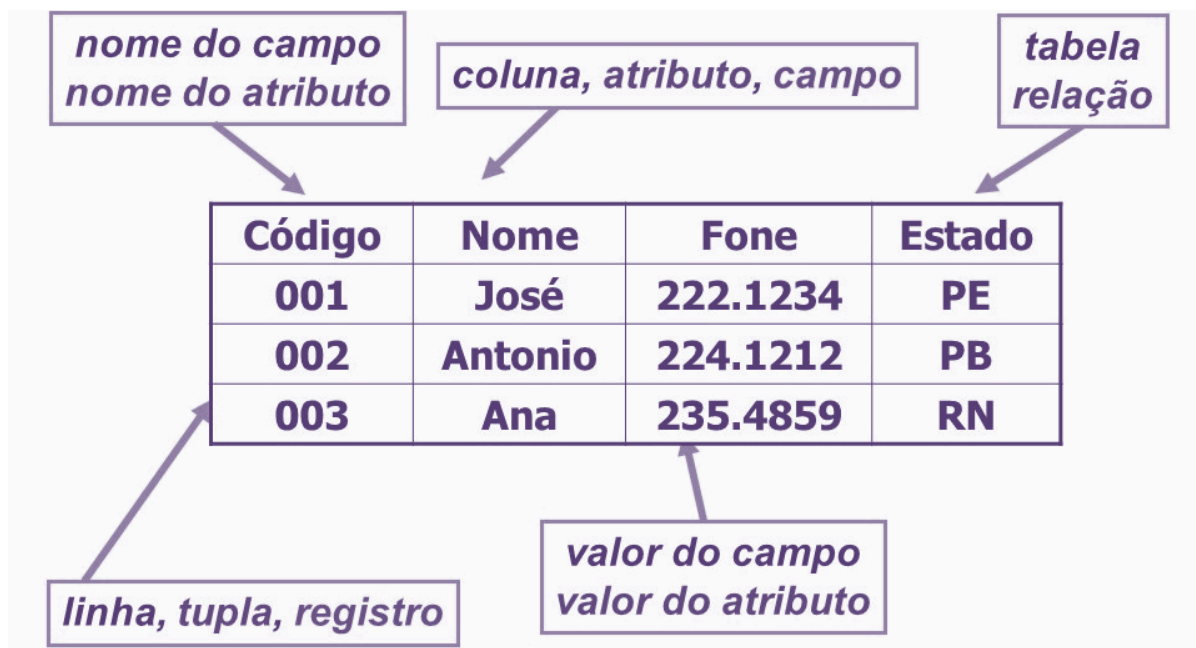 nome do campo
nome do atributo
coluna, atributo, campo
tabela
relação
Código Nome Fone Estado
001 José 222.1234 PE
002 Antonio 224.1212 PB
003 Ana 235.4859 RN
linha, tupla, registro
valor do campo
valor do atributo